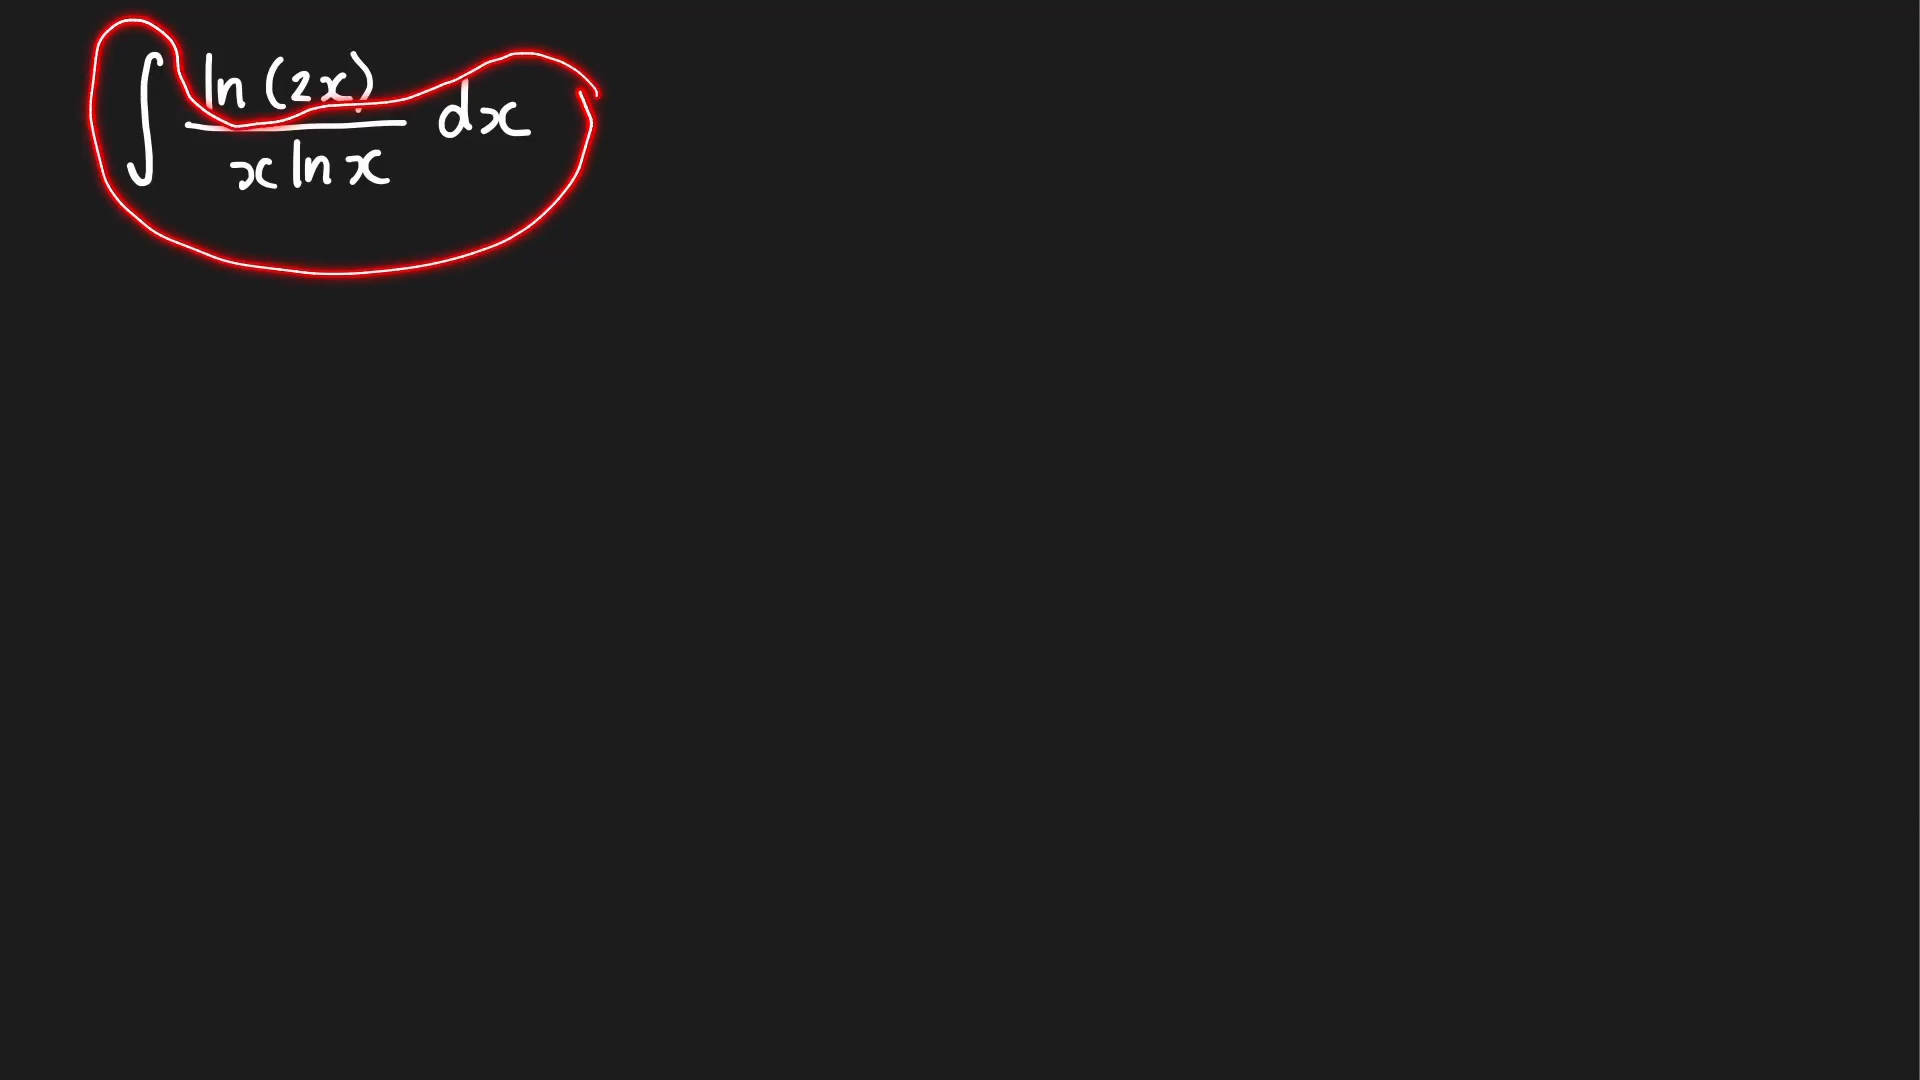 ∫ ln(2x) / (x ln x) dx